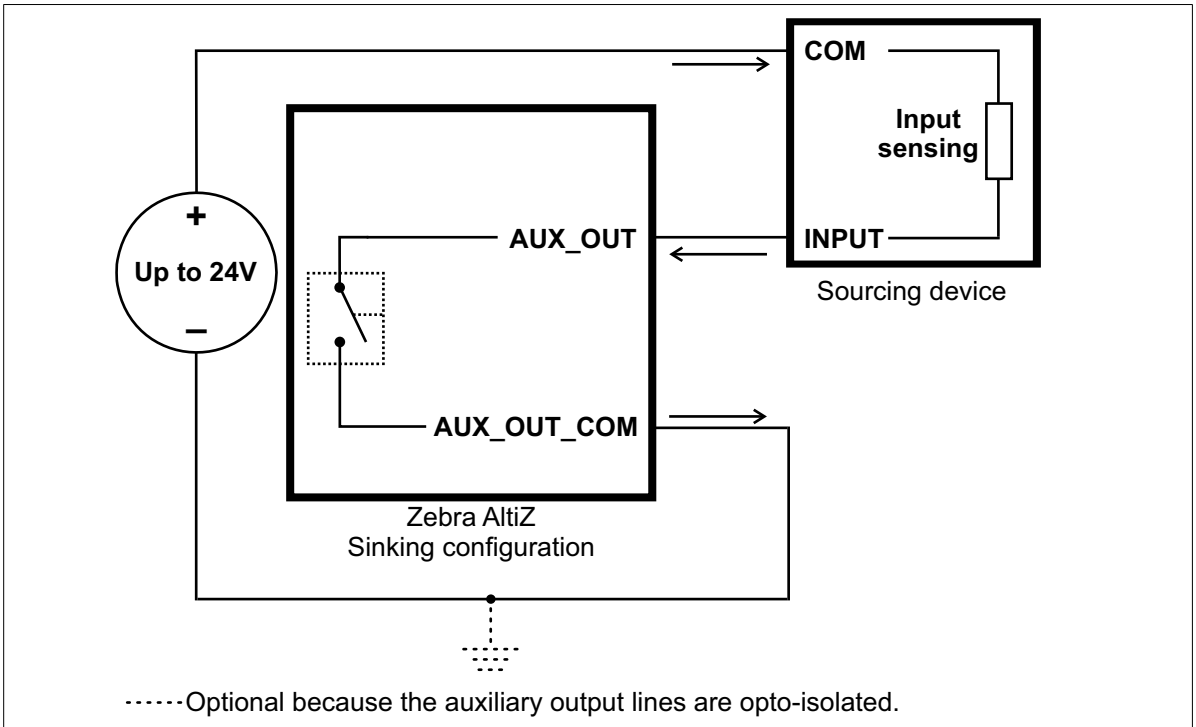 COM
Input
sensing
AUX_OUT
INPUT
+
Up to 24V
−
Sourcing device
AUX_OUT_COM
Zebra AltiZ
Sinking configuration
Optional because the auxiliary output lines are opto-isolated.